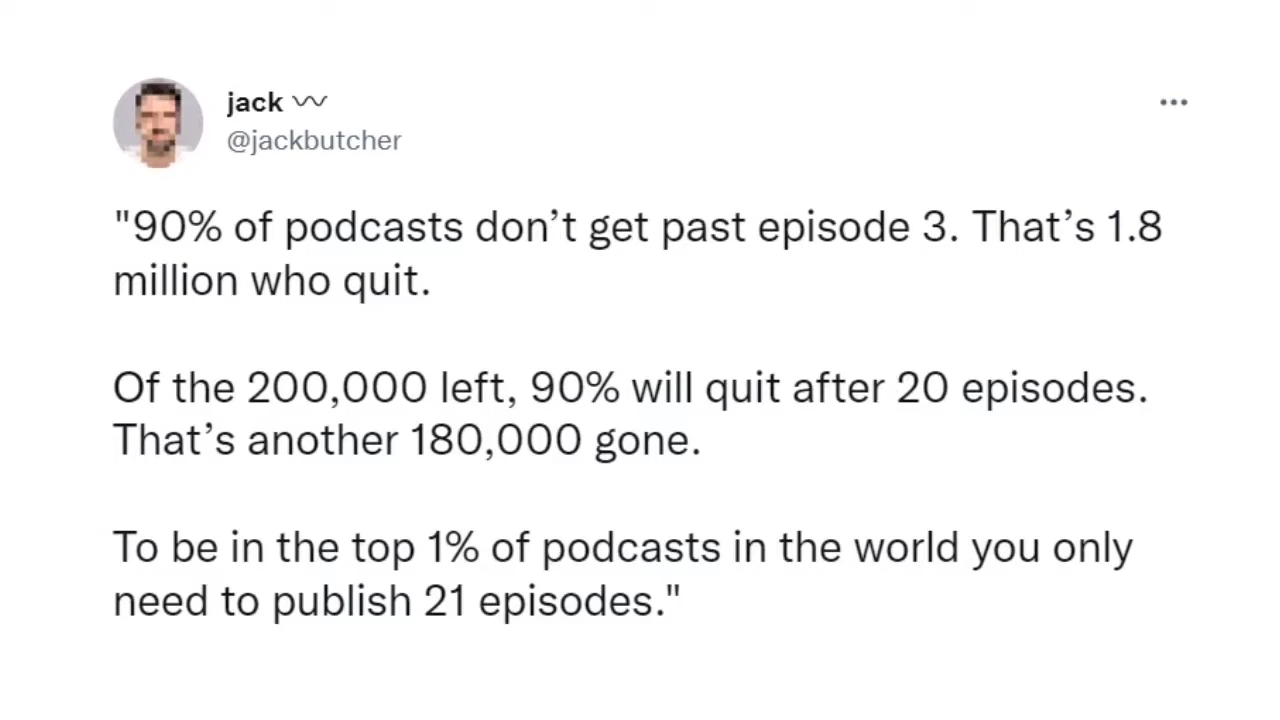 jack 〰
@jackbutcher
"90% of podcasts don’t get past episode 3. That’s 1.8
million who quit.
Of the 200,000 left, 90% will quit after 20 episodes.
That’s another 180,000 gone.
To be in the top 1% of podcasts in the world you only
need to publish 21 episodes."